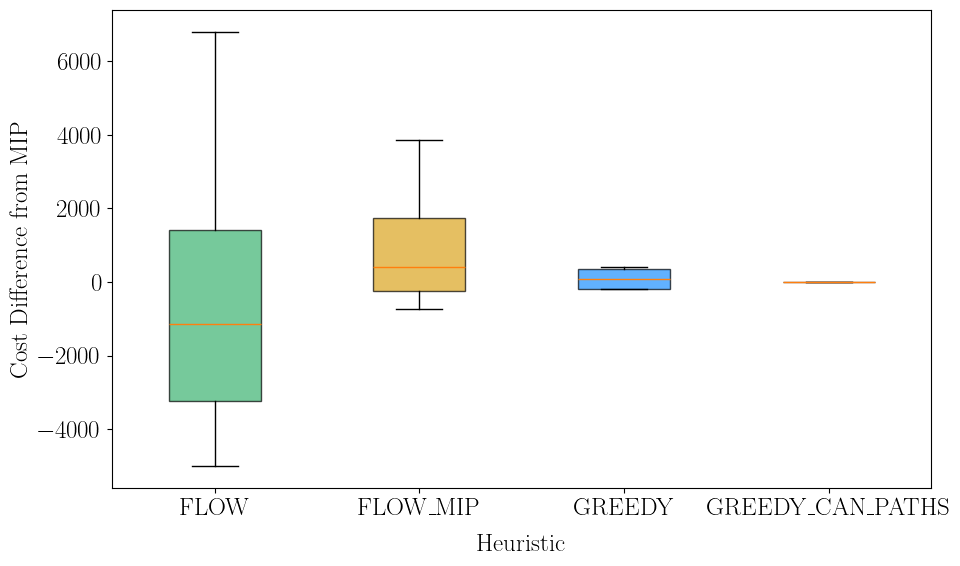 Cost Difference from MIP
6000
4000
2000
0
−2000
−4000
FLOW
FLOW_MIP
GREEDY
GREEDY_CAN_PATHS
Heuristic